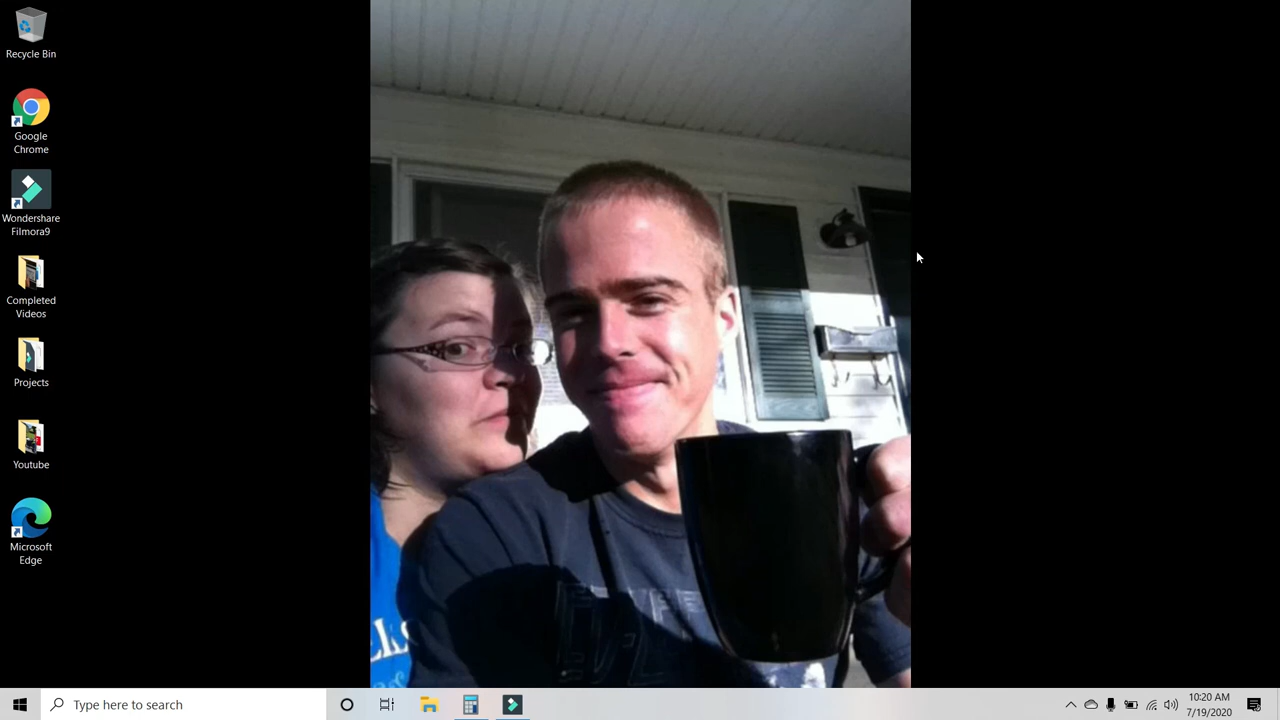 Recycle Bin
Google
Chrome
Wondershare
Filmora9
Completed
Videos
Projects
Youtube
Microsoft
Edge
Type here to search
10:20 AM
7/19/2020